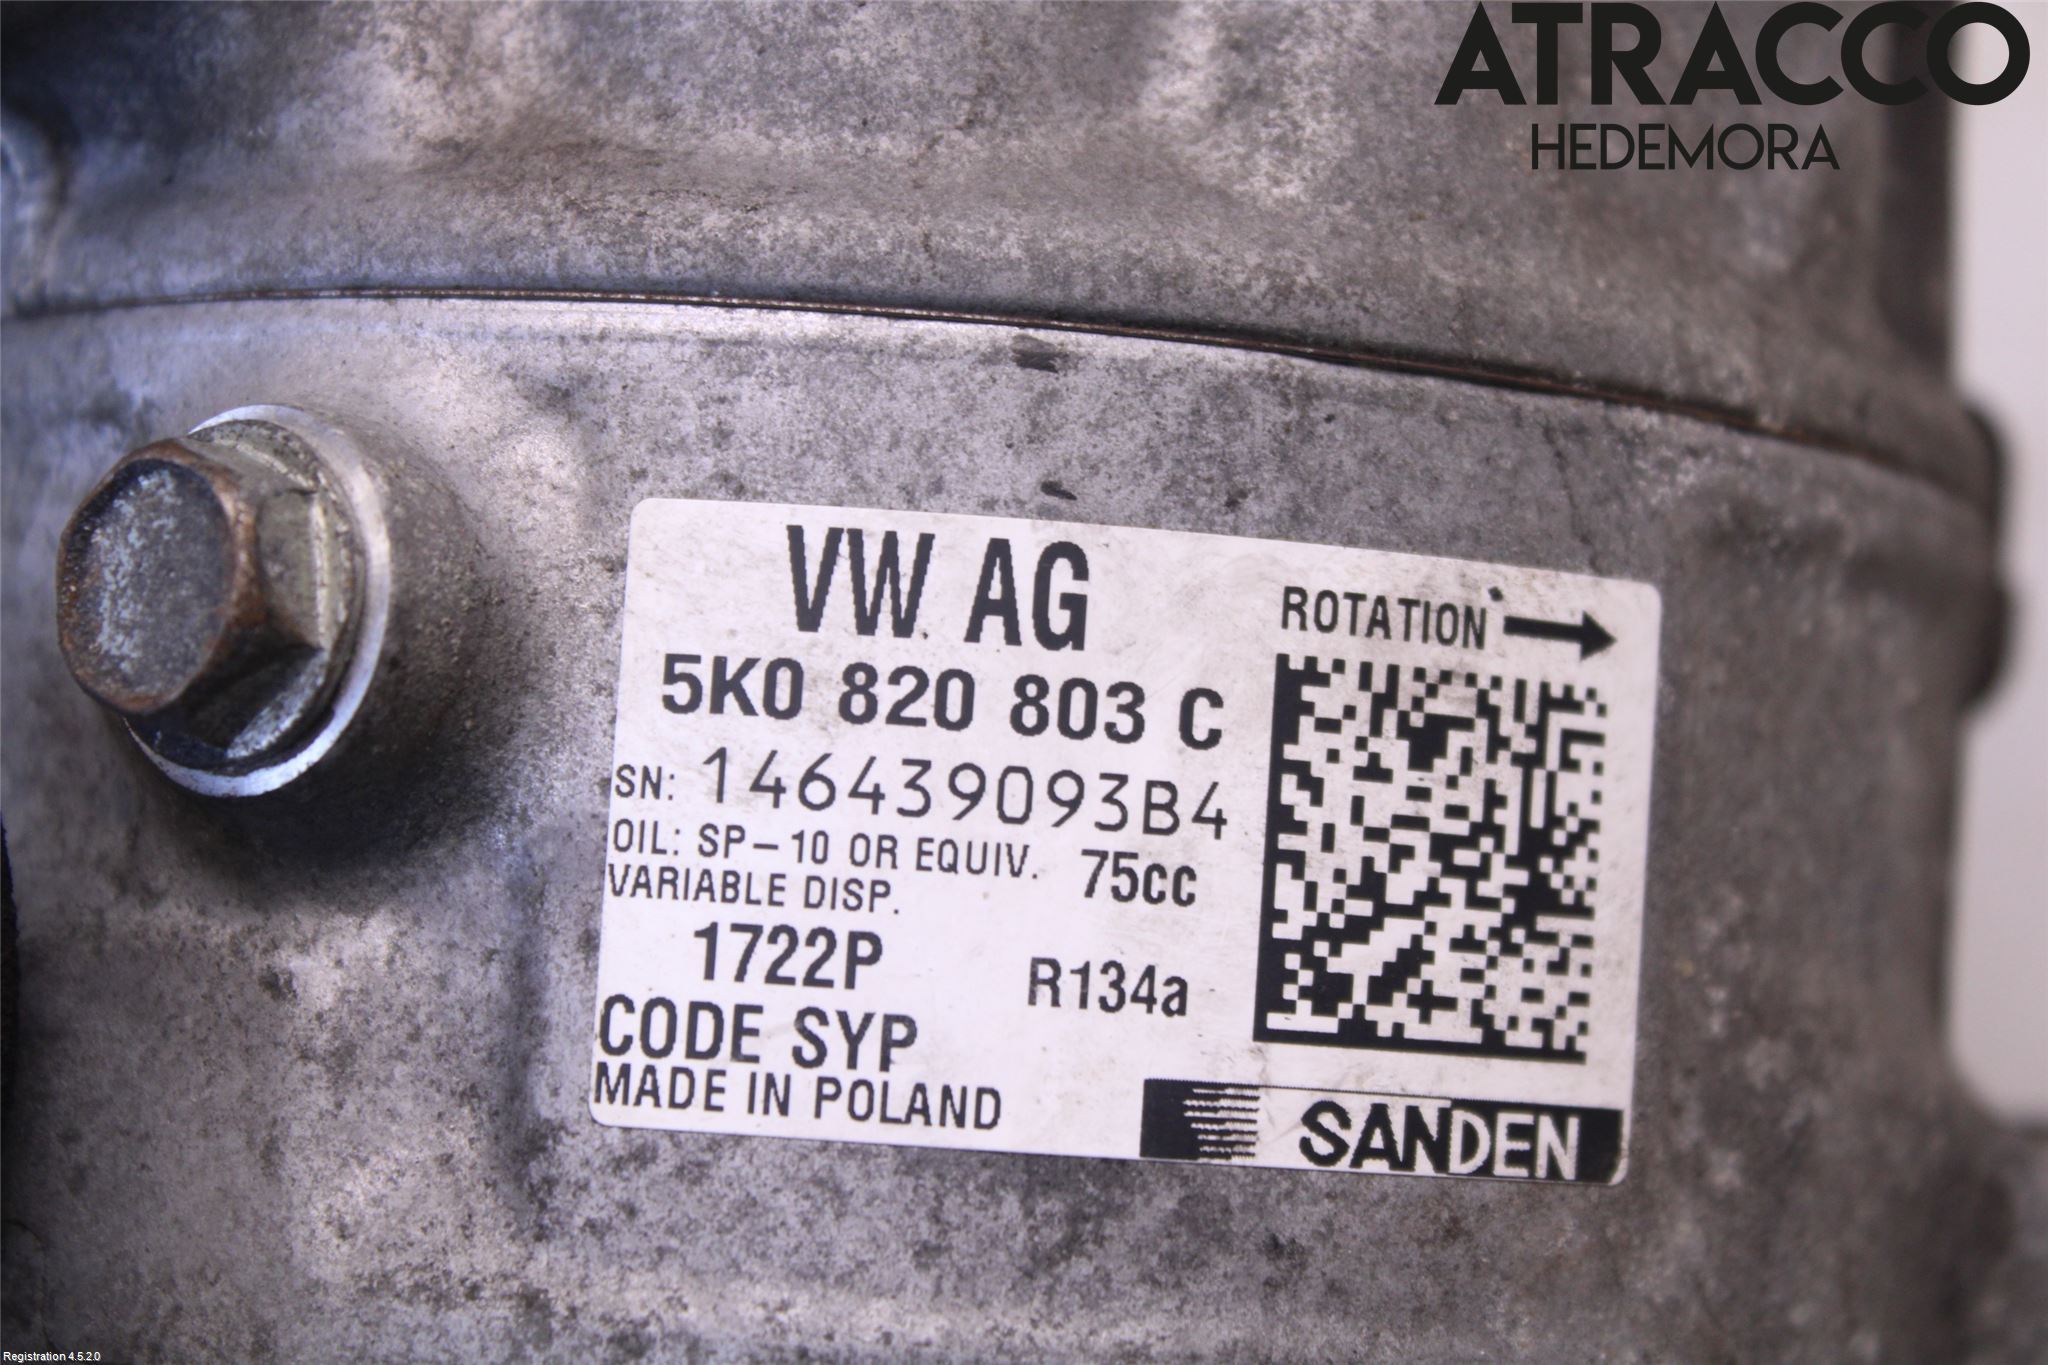 ATRACCO
HEDEMORA
VW AG
ROTATION
5K0 820 803 C
SN: 146439093B4
OIL: SP-10 OR EQUIV. 75cc
VARIABLE DISP.
1722P R134a
CODE SYP
MADE IN POLAND
SANDEN
Registration 4.5.2.0